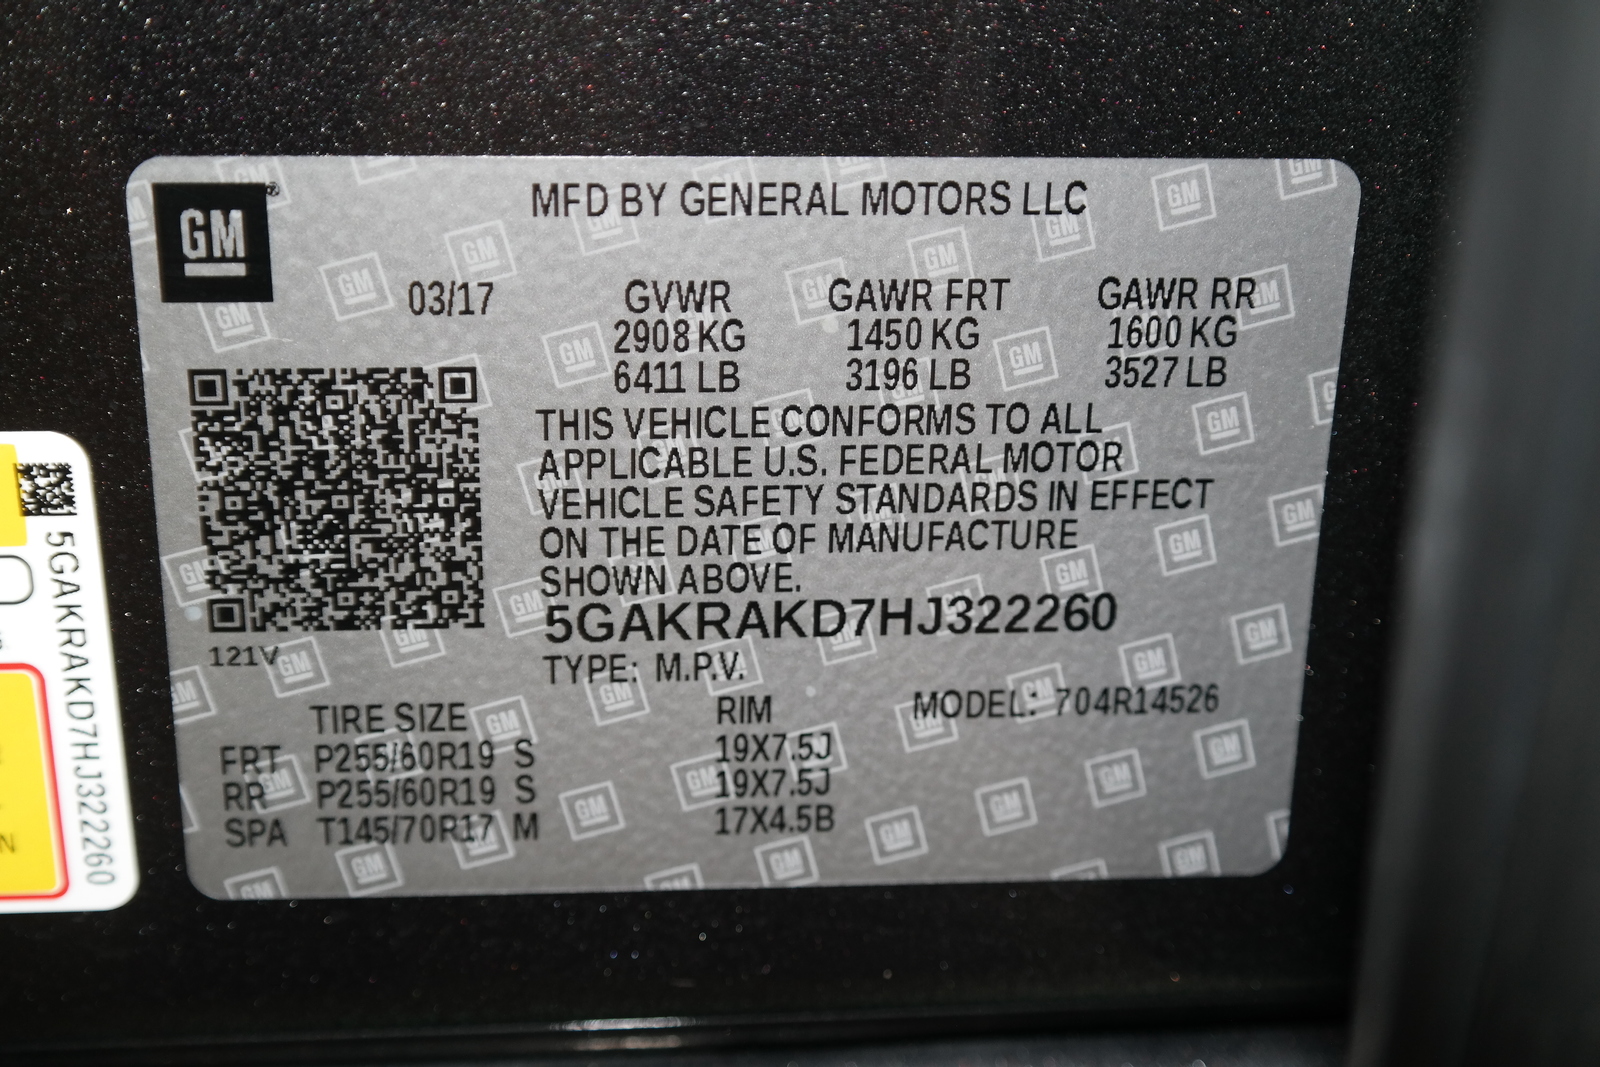 GM
MFD BY GENERAL MOTORS LLC
03/17
GVWR GAWR FRT GAWR RR
2908 KG 1450 KG 1600 KG
6411 LB 3196 LB 3527 LB
THIS VEHICLE CONFORMS TO ALL
APPLICABLE U.S. FEDERAL MOTOR
VEHICLE SAFETY STANDARDS IN EFFECT
ON THE DATE OF MANUFACTURE
SHOWN ABOVE.
5GAKRAKD7HJ322260
121V
TYPE: M.P.V.
TIRE SIZE RIM MODEL: 704R14526
FRT P255/60R19 S 19X7.5J
RR P255/60R19 S 19X7.5J
SPA T145/70R17 M 17X4.5B
5GAKRAKD7HJ322260